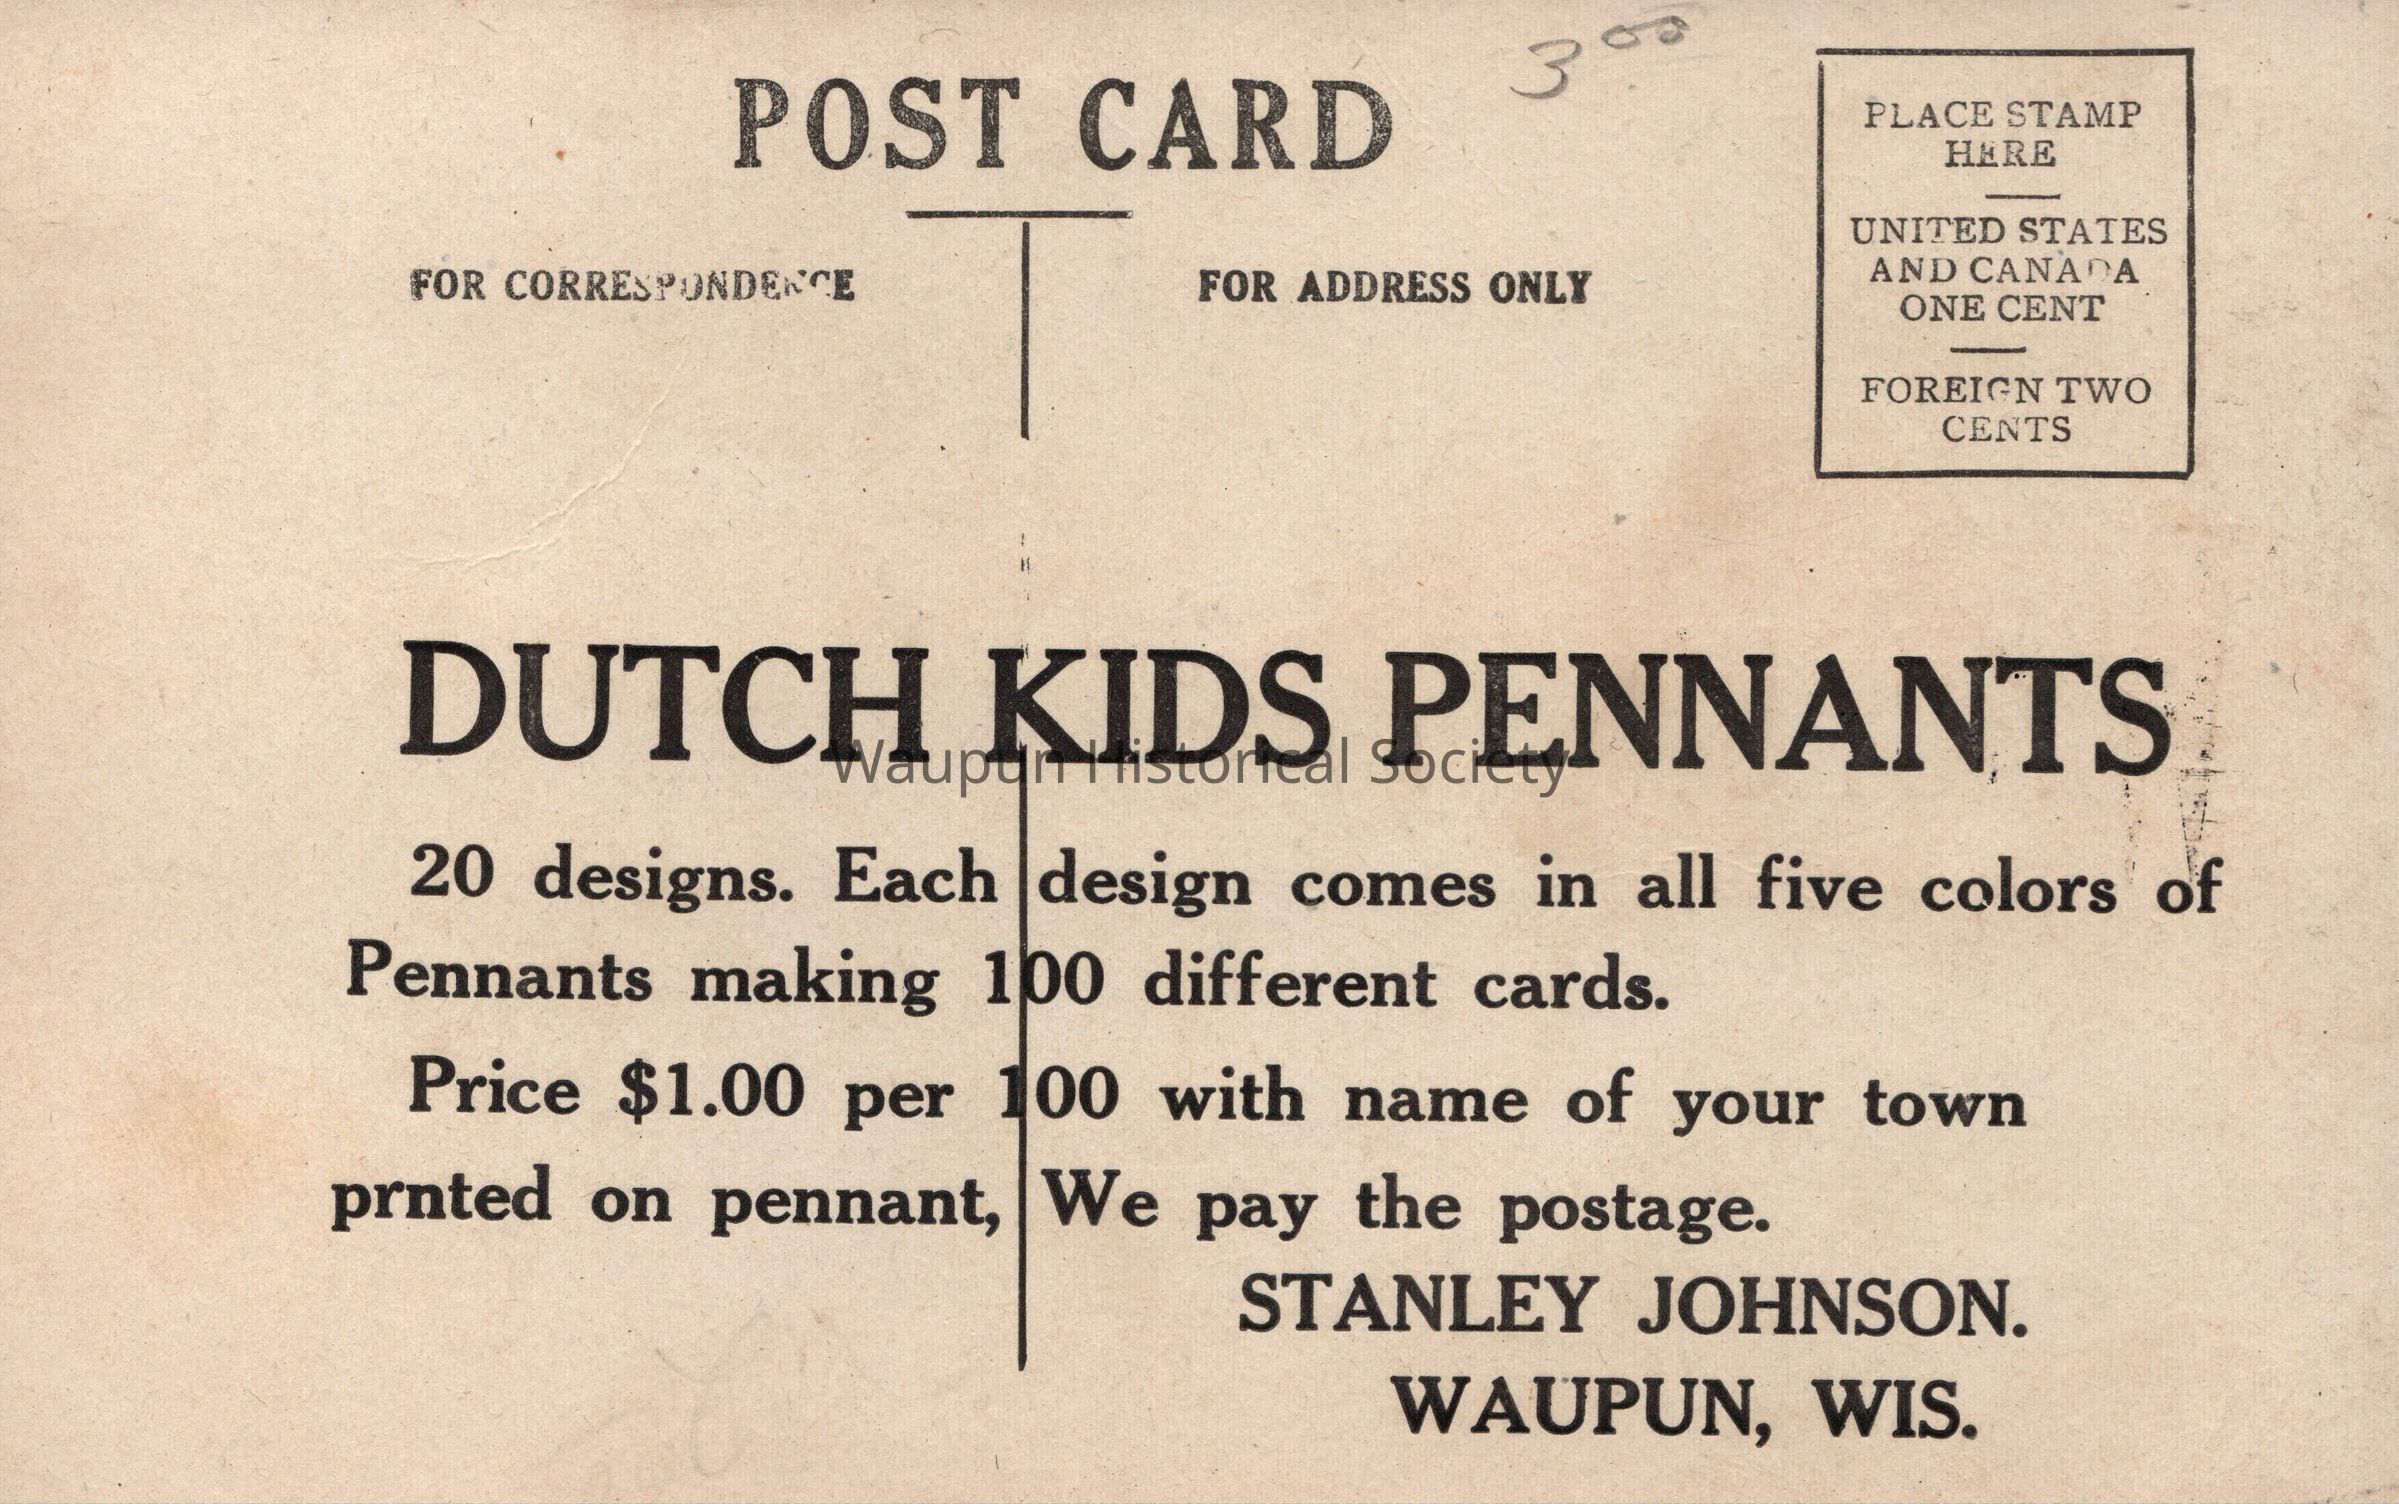 3 00
POST CARD
FOR CORRESPONDENCE
FOR ADDRESS ONLY
PLACE STAMP
HERE
UNITED STATES
AND CANADA
ONE CENT
FOREIGN TWO
CENTS
DUTCH KIDS PENNANTS
Waupun Historical Society
20 designs. Each design comes in all five colors of
Pennants making 100 different cards.
Price $1.00 per 100 with name of your town
prnted on pennant, We pay the postage.
STANLEY JOHNSON.
WAUPUN, WIS.